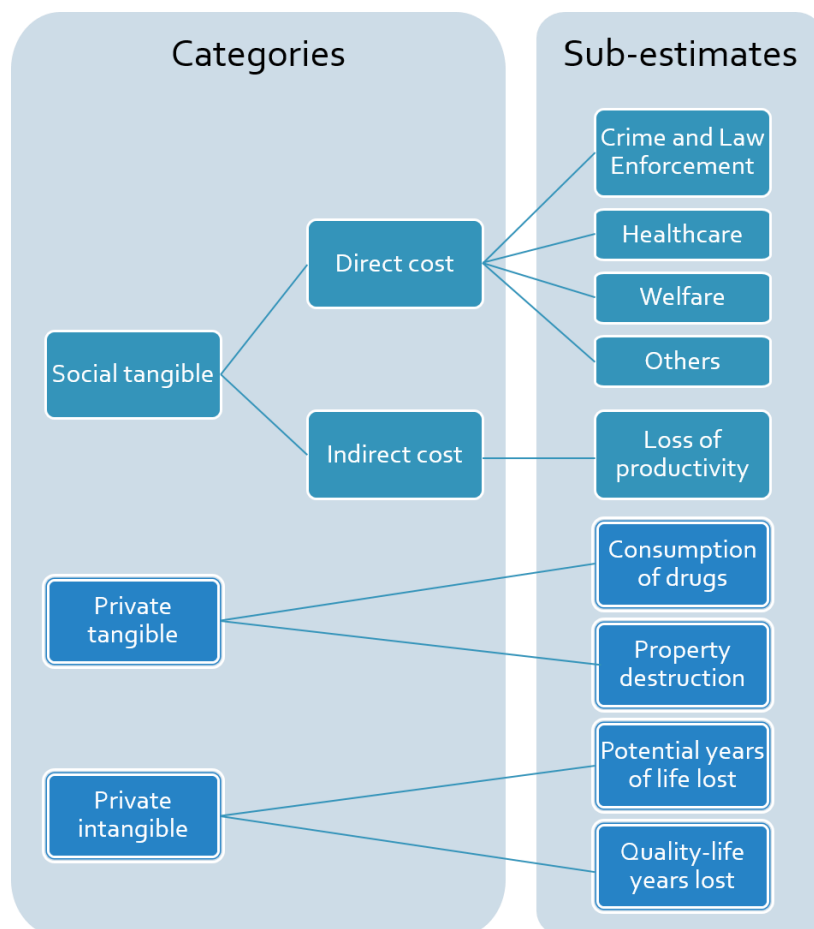 Categories
Sub-estimates
Social tangible
Direct cost
Crime and Law
Enforcement
Healthcare
Welfare
Others
Indirect cost
Loss of
productivity
Private
tangible
Consumption
of drugs
Property
destruction
Private
intangible
Potential years
of life lost
Quality-life
years lost